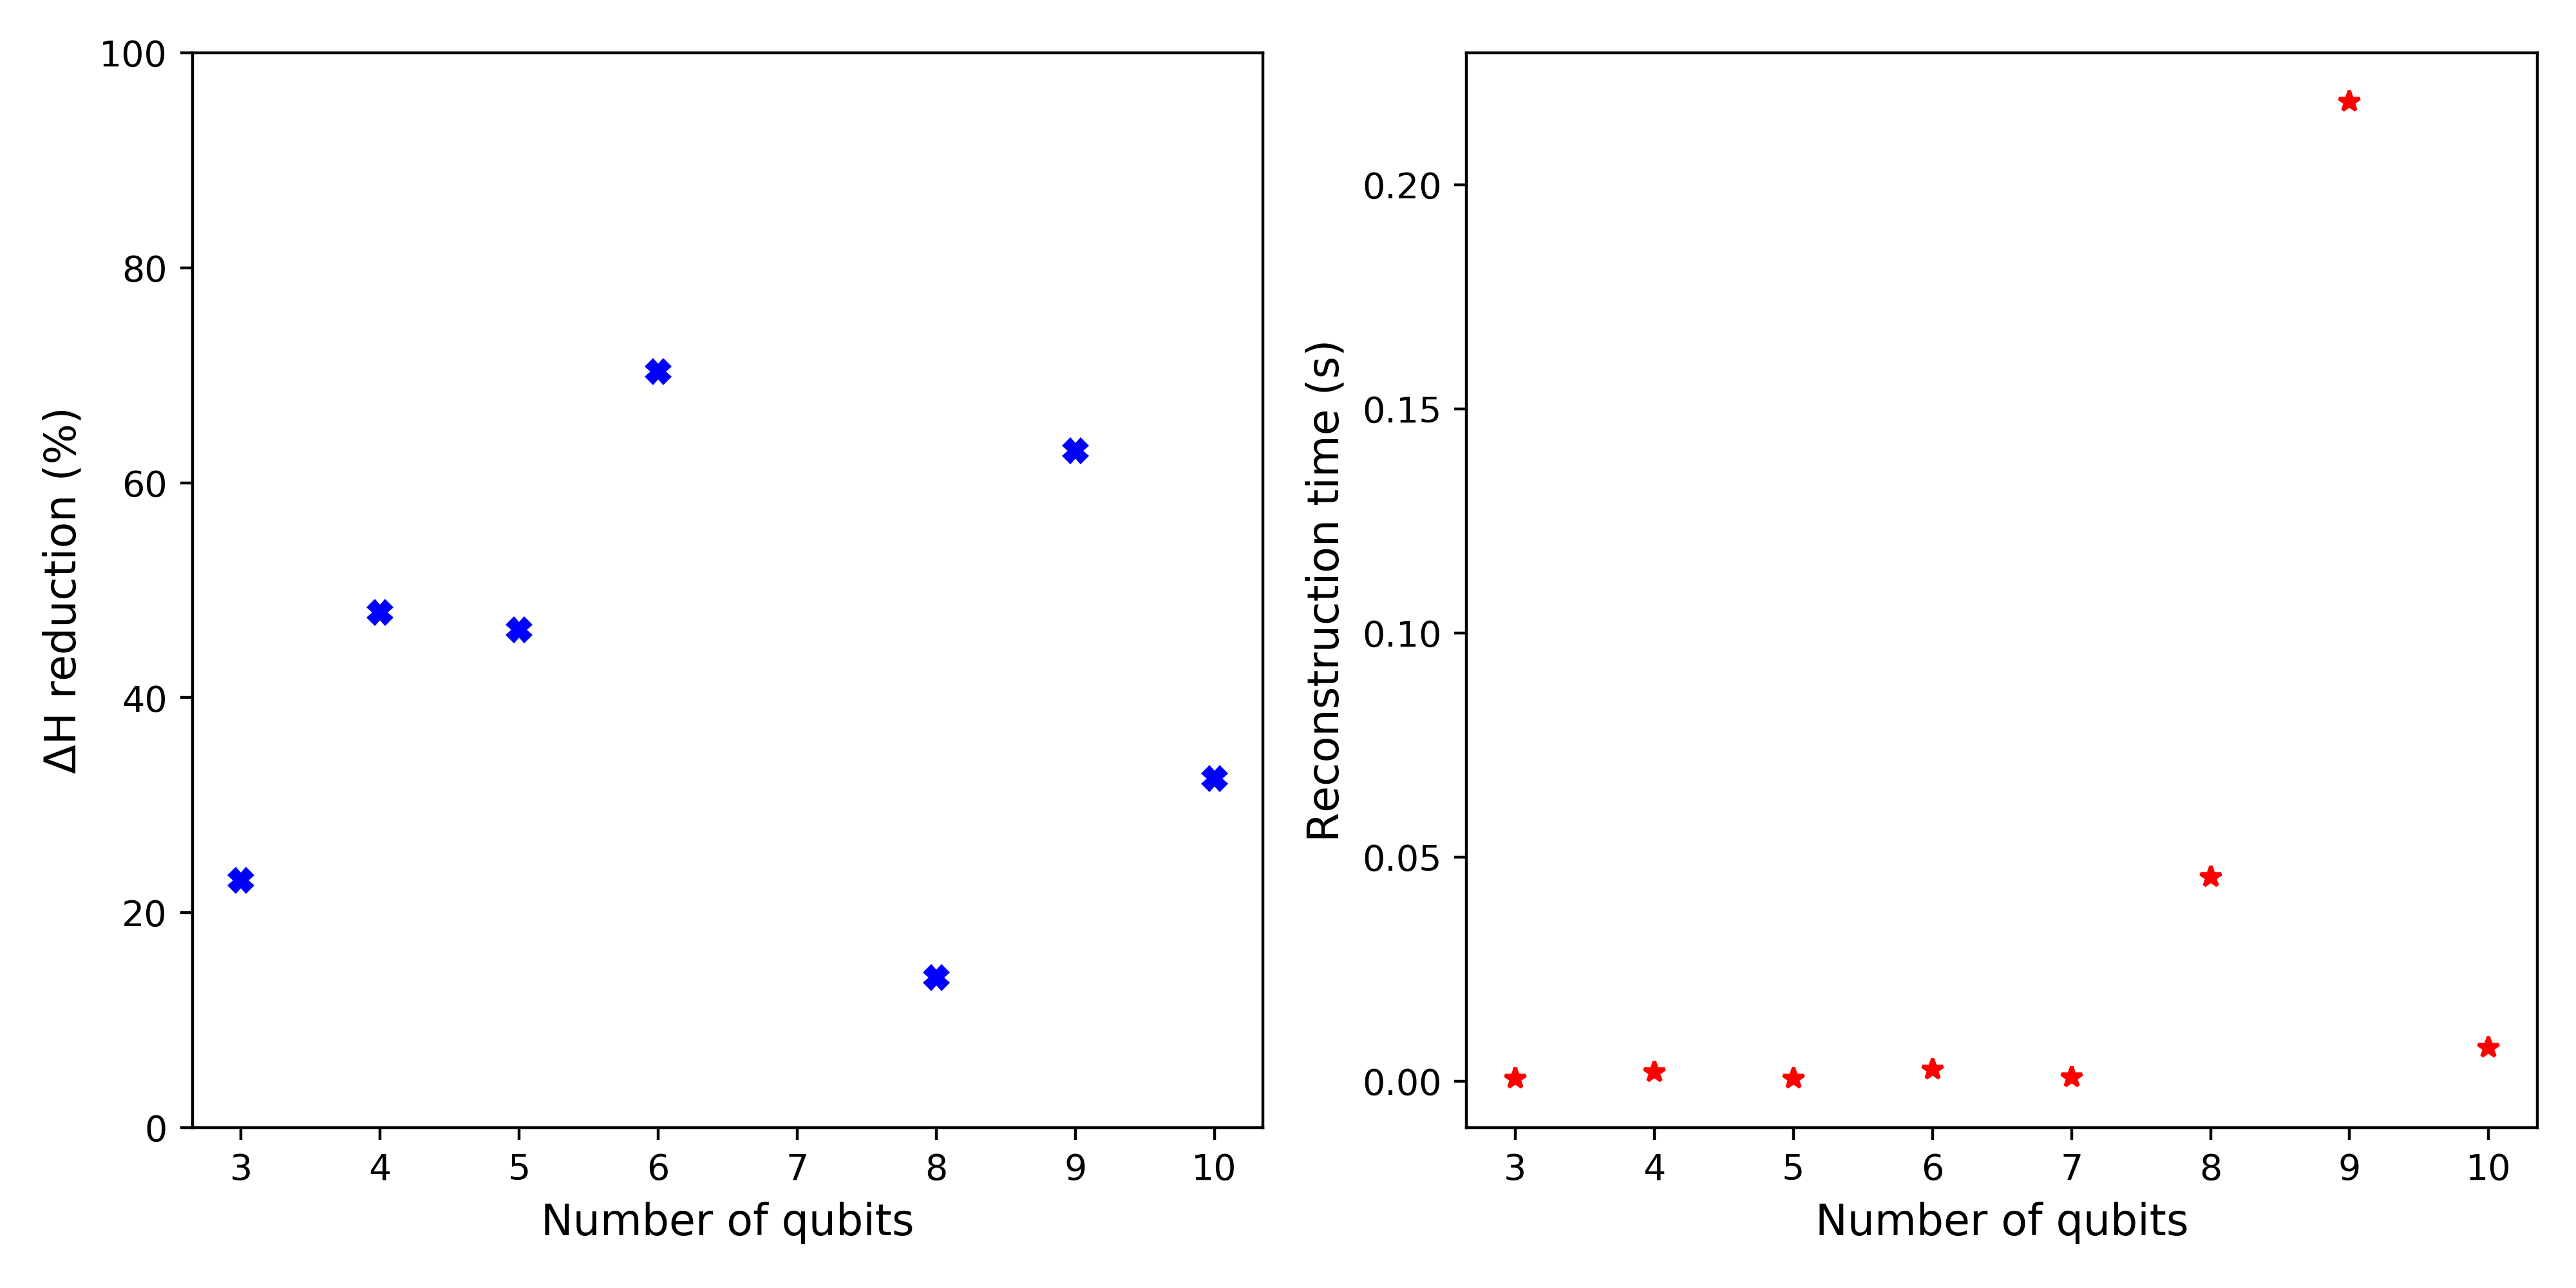 100
80
60
40
20
0
ΔH reduction (%)
3 4 5 6 7 8 9 10
Number of qubits
0.20
0.15
0.10
0.05
0.00
Reconstruction time (s)
3 4 5 6 7 8 9 10
Number of qubits